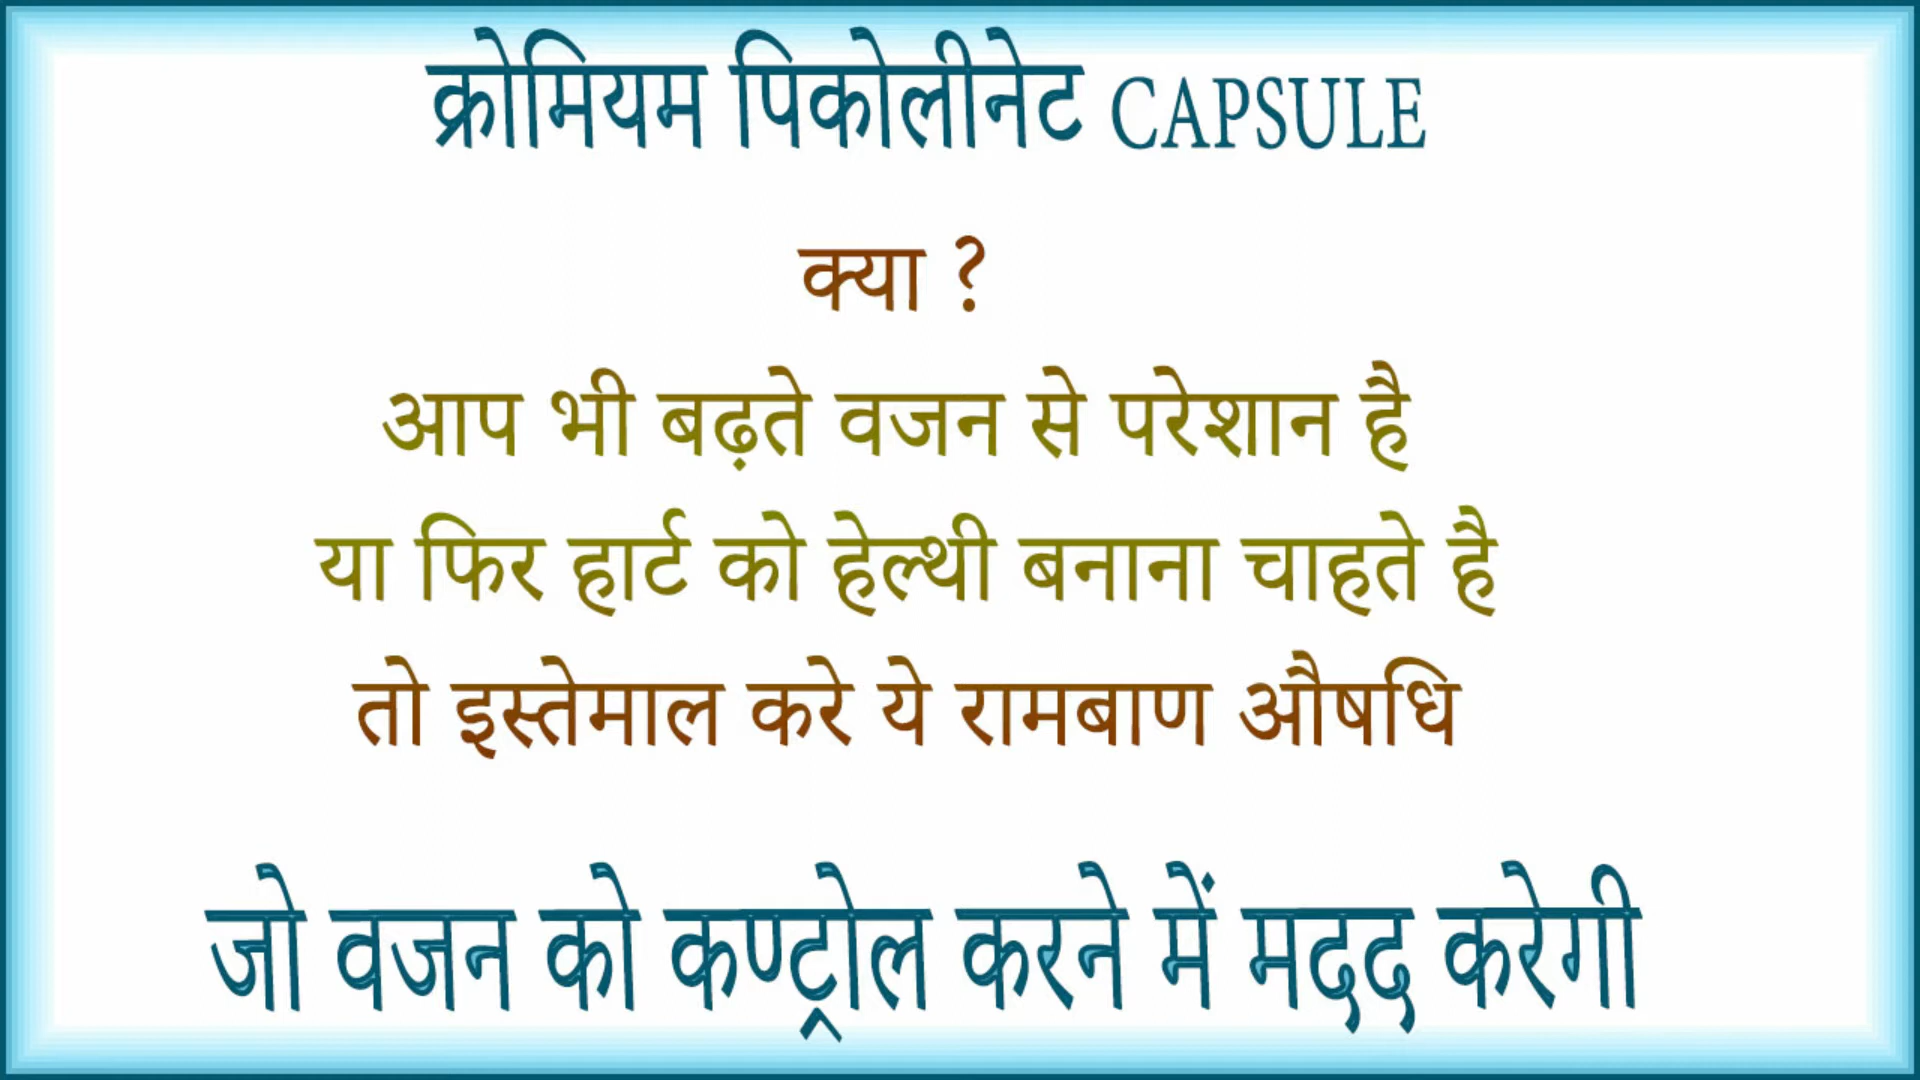 क्रोमियम पिकोलीनेट CAPSULE
क्या ?
आप भी बढ़ते वजन से परेशान है
या फिर हार्ट को हेल्थी बनाना चाहते है
तो इस्तेमाल करे ये रामबाण औषधि
जो वजन को कण्ट्रोल करने में मदद करेगी